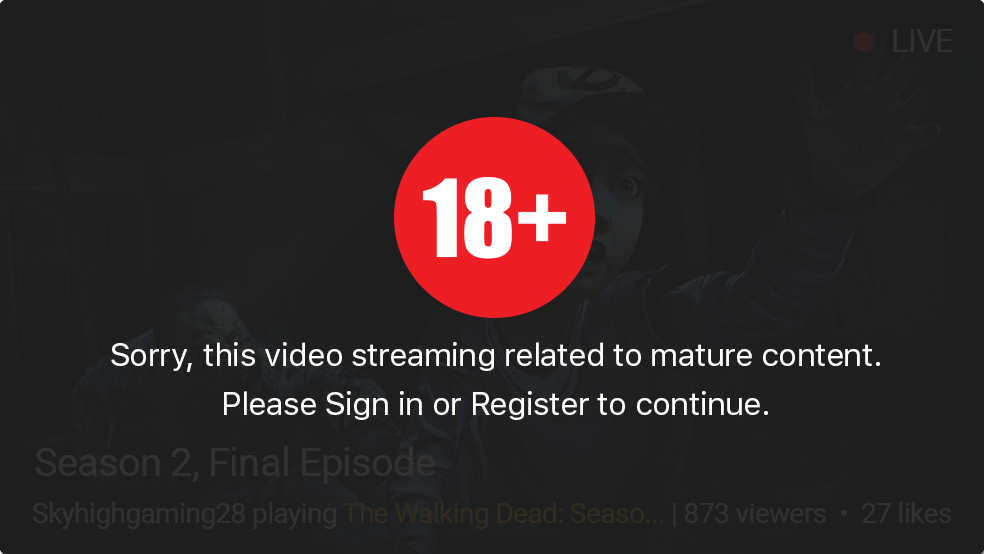 LIVE
18+
Sorry, this video streaming related to mature content.
Please Sign in or Register to continue.
Season 2, Final Episode
Skyhighgaming28 playing The Walking Dead: Seaso... | 873 viewers • 27 likes